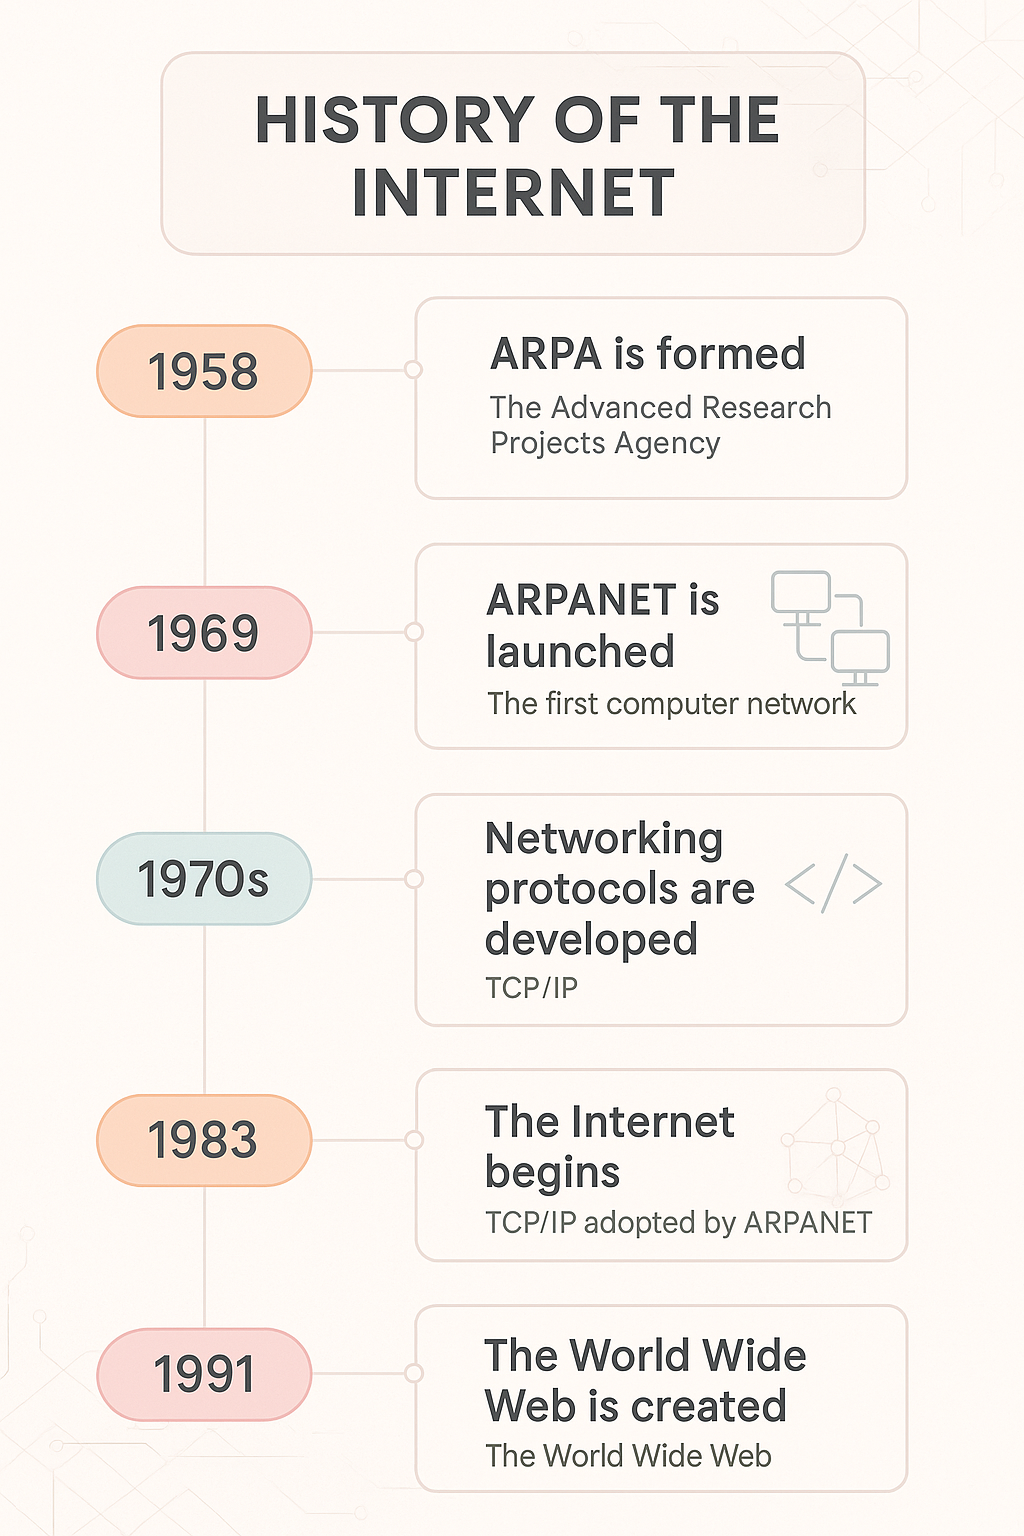 HISTORY OF THE
INTERNET
1958
ARPA is formed
The Advanced Research
Projects Agency
1969
ARPANET is
launched
The first computer network
1970s
Networking
protocols are
developed
</>
TCP/IP
1983
The Internet
begins
TCP/IP adopted by ARPANET
1991
The World Wide
Web is created
The World Wide Web